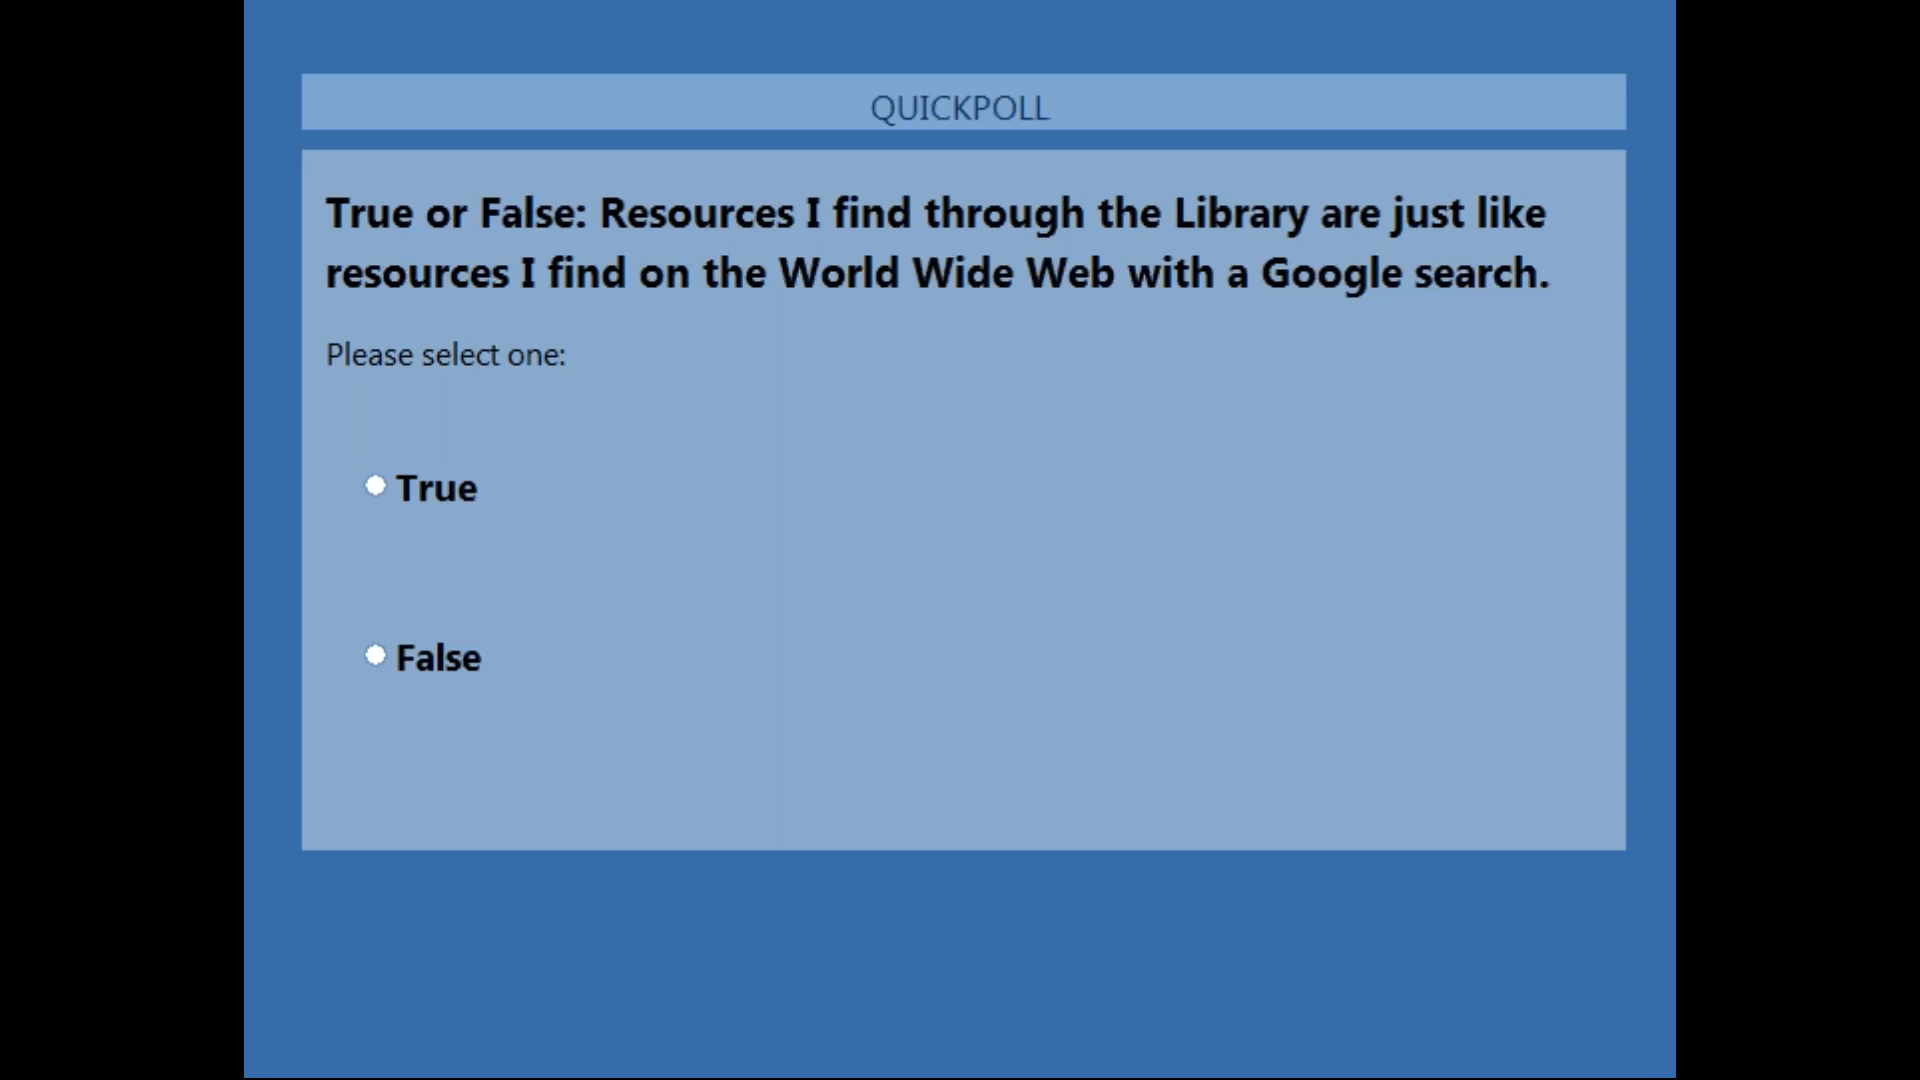 QUICKPOLL
True or False: Resources I find through the Library are just like
resources I find on the World Wide Web with a Google search.
Please select one:
True
False